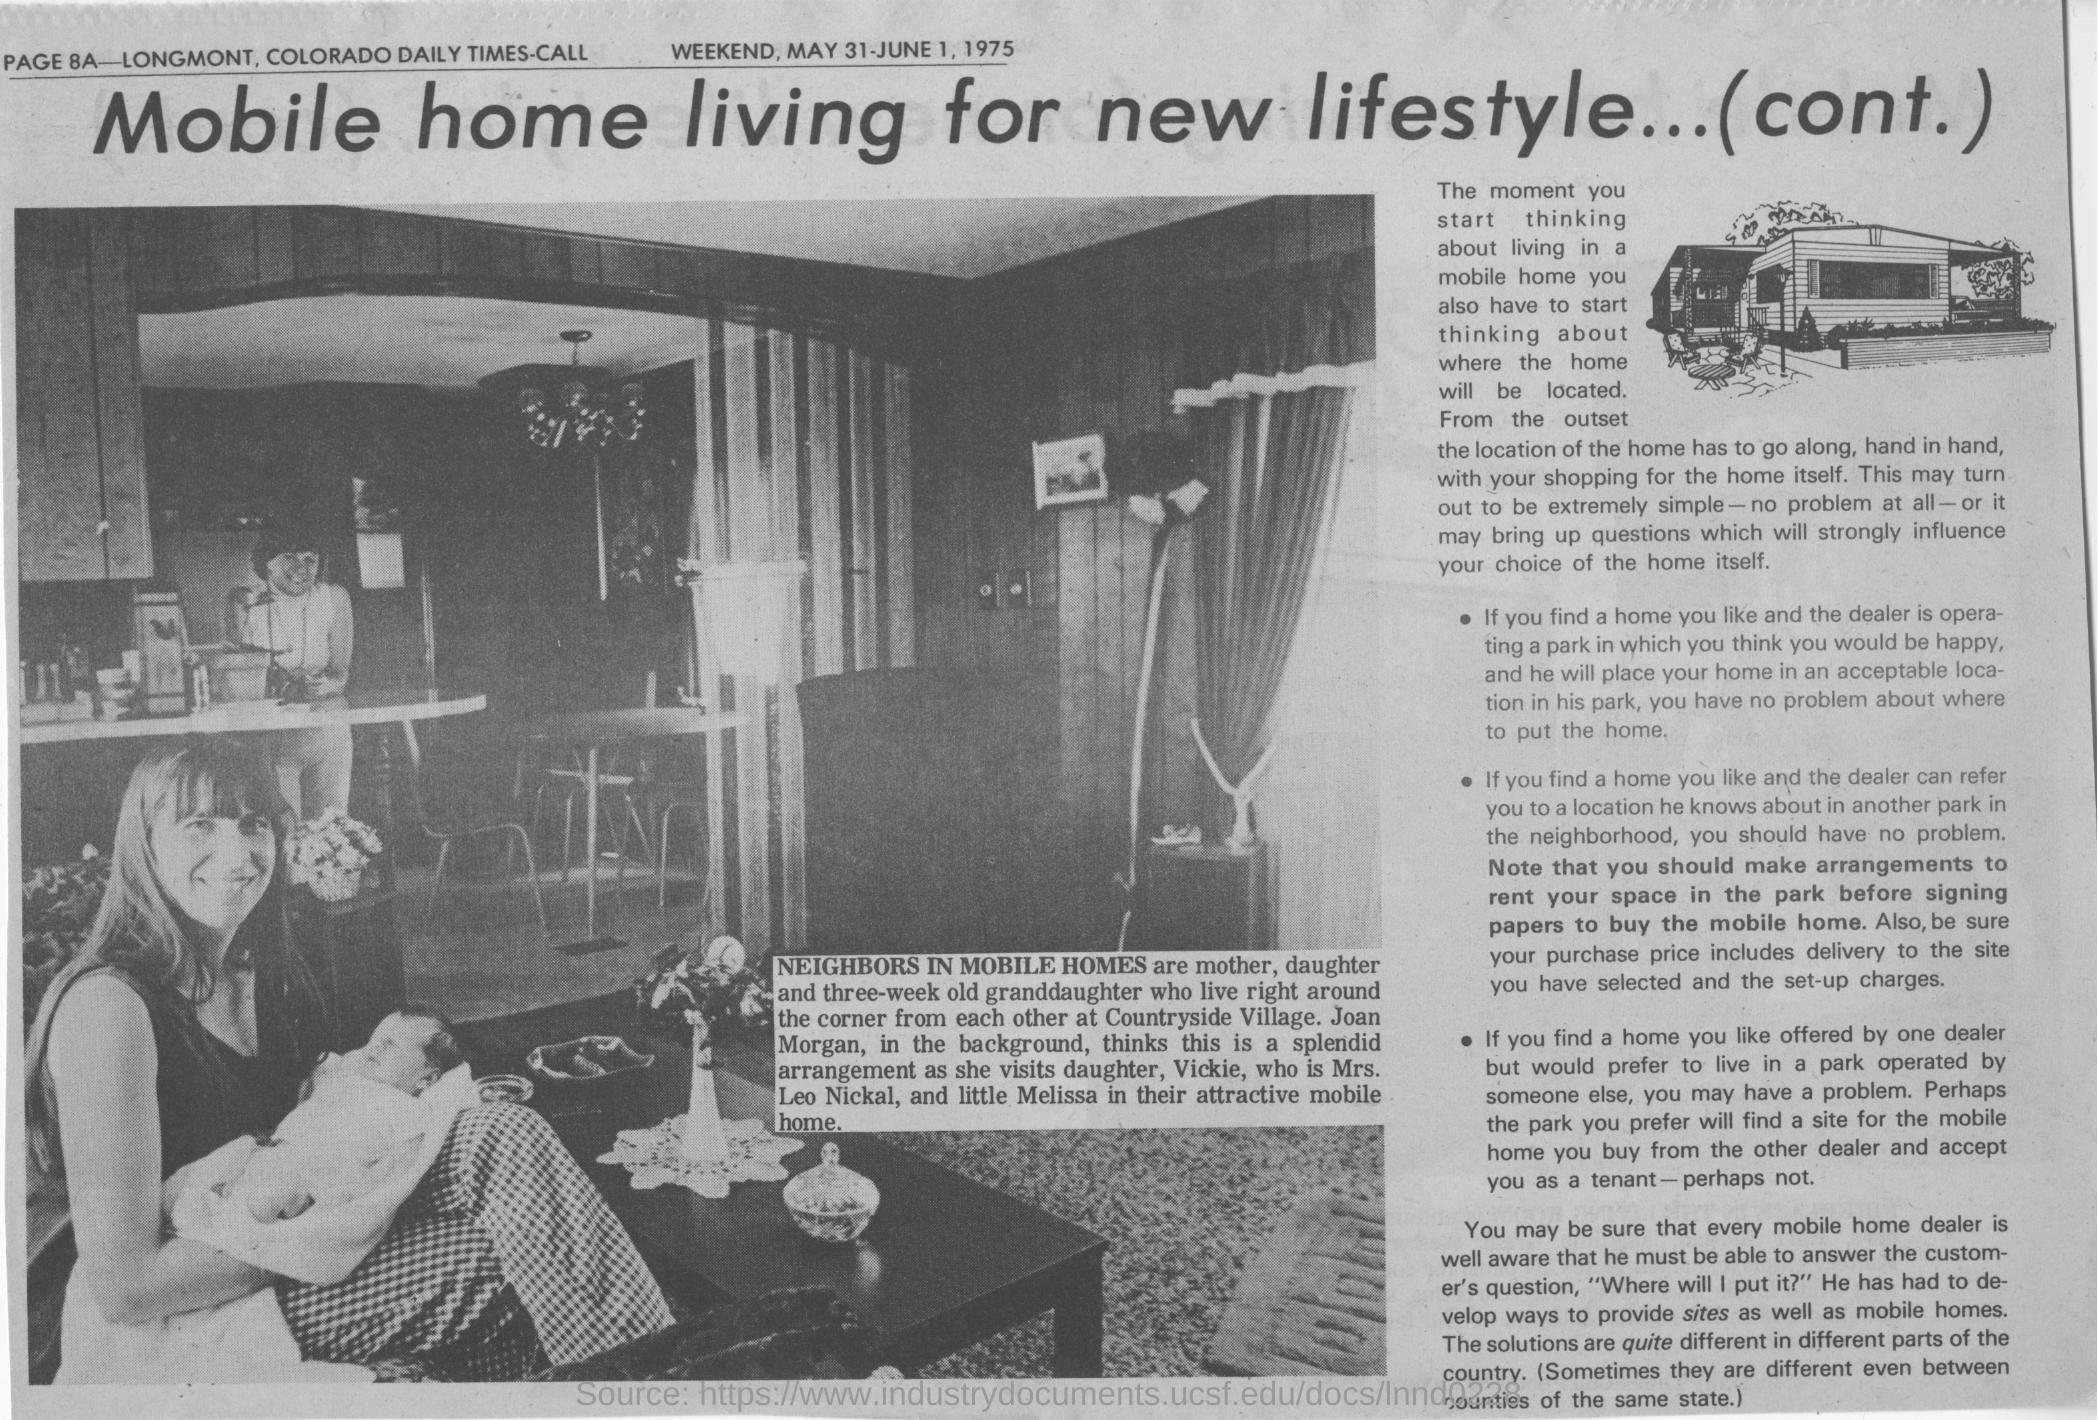 PAGE 8A—LONGMONT, COLORADO DAILY TIMES-CALL WEEKEND, MAY 31-JUNE 1, 1975
Mobile home living for new lifestyle...(cont.)
NEIGHBORS IN MOBILE HOMES are mother, daughter
and three-week old granddaughter who live right around
the corner from each other at Countryside Village. Joan
Morgan, in the background, thinks this is a splendid
arrangement as she visits daughter, Vickie, who is Mrs.
Leo Nickal, and little Melissa in their attractive mobile
home.
The moment you
start thinking
about living in a
mobile home you
also have to start
thinking about
where the home
will be located.
From the outset
the location of the home has to go along, hand in hand,
with your shopping for the home itself. This may turn
out to be extremely simple—no problem at all—or it
may bring up questions which will strongly influence
your choice of the home itself.
• If you find a home you like and the dealer is opera-
ting a park in which you think you would be happy,
and he will place your home in an acceptable loca-
tion in his park, you have no problem about where
to put the home.
• If you find a home you like and the dealer can refer
you to a location he knows about in another park in
the neighborhood, you should have no problem.
Note that you should make arrangements to
rent your space in the park before signing
papers to buy the mobile home. Also, be sure
your purchase price includes delivery to the site
you have selected and the set-up charges.
• If you find a home you like offered by one dealer
but would prefer to live in a park operated by
someone else, you may have a problem. Perhaps
the park you prefer will find a site for the mobile
home you buy from the other dealer and accept
you as a tenant—perhaps not.
You may be sure that every mobile home dealer is
well aware that he must be able to answer the custom-
er's question, "Where will I put it?" He has had to de-
velop ways to provide sites as well as mobile homes.
The solutions are quite different in different parts of the
country. (Sometimes they are different even between
counties of the same state.)
Source: https://www.industrydocuments.ucsf.edu/docs/lnnd0228